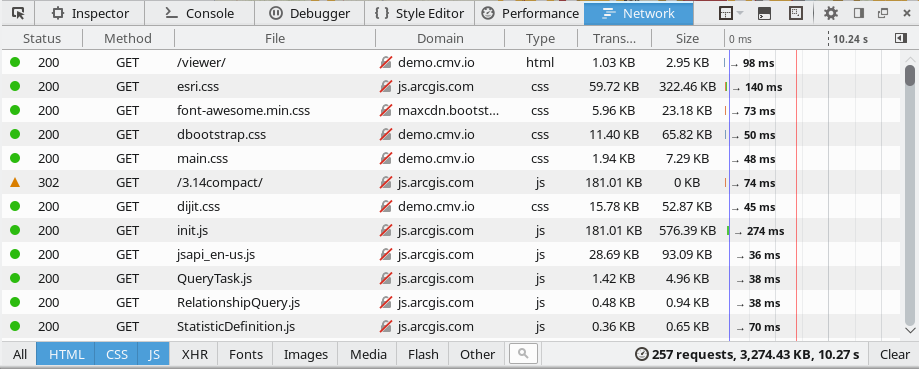 Inspector Console Debugger Style Editor Performance Network
Status Method File Domain Type Trans... Size 0 ms 10.24 s
200 GET /viewer/ demo.cmv.io html 1.03 KB 2.95 KB → 98 ms
200 GET esri.css js.arcgis.com css 59.72 KB 322.46 KB → 140 ms
200 GET font-awesome.min.css maxcdn.bootst... css 5.96 KB 23.18 KB → 73 ms
200 GET dbootstrap.css demo.cmv.io css 11.40 KB 65.82 KB → 50 ms
200 GET main.css demo.cmv.io css 1.94 KB 7.29 KB → 48 ms
302 GET /3.14compact/ js.arcgis.com js 181.01 KB 0 KB → 74 ms
200 GET dijit.css demo.cmv.io css 15.78 KB 52.87 KB → 45 ms
200 GET init.js js.arcgis.com js 181.01 KB 576.39 KB → 274 ms
200 GET jsapi_en-us.js js.arcgis.com js 28.69 KB 93.09 KB → 36 ms
200 GET QueryTask.js js.arcgis.com js 1.42 KB 4.96 KB → 38 ms
200 GET RelationshipQuery.js js.arcgis.com js 0.48 KB 0.94 KB → 38 ms
200 GET StatisticDefinition.js js.arcgis.com js 0.36 KB 0.65 KB → 70 ms
All HTML CSS JS XHR Fonts Images Media Flash Other 257 requests, 3,274.43 KB, 10.27 s Clear